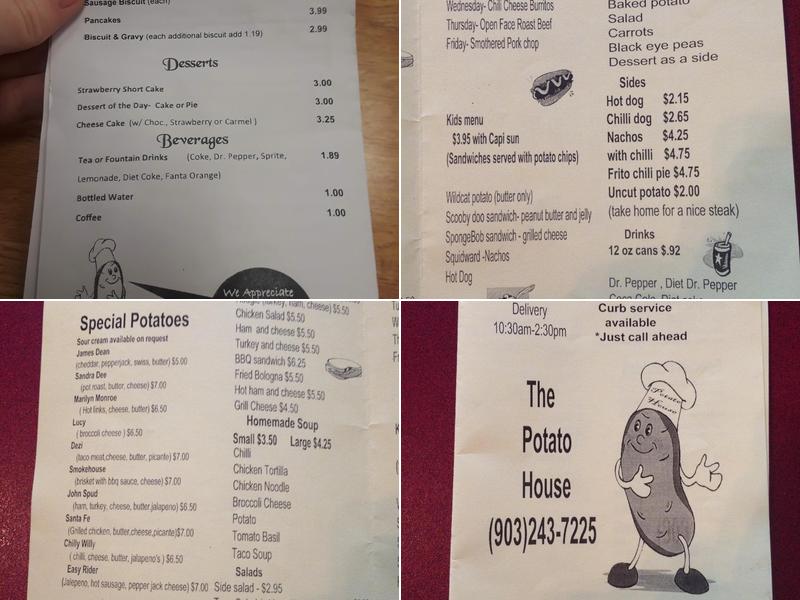 Sausage Biscuit (each)
Pancakes 3.99
Biscuit & Gravy (each additional biscuit add 1.19) 2.99
Desserts
Strawberry Short Cake 3.00
Dessert of the Day- Cake or Pie 3.00
Cheese Cake (w/ Choc., Strawberry or Carmel ) 3.25
Beverages
Tea or Fountain Drinks (Coke, Dr. Pepper, Sprite, 1.89
Lemonade, Diet Coke, Fanta Orange)
Bottled Water 1.00
Coffee 1.00
We Appreciate
Wednesday- Chili Cheese Burritos
Thursday- Open Face Roast Beef
Friday- Smothered Pork chop
Kids menu
$3.95 with Capi sun
(Sandwiches served with potato chips)
Wildcat potato (butter only)
Scooby doo sandwich- peanut butter and jelly
SpongeBob sandwich - grilled cheese
Squidward -Nachos
Hot Dog
Baked potato
Salad
Carrots
Black eye peas
Dessert as a side
Sides
Hot dog $2.15
Chilli dog $2.65
Nachos $4.25
with chilli $4.75
Frito chili pie $4.75
Uncut potato $2.00
(take home for a nice steak)
Drinks
12 oz cans $.92
Dr. Pepper , Diet Dr. Pepper
Coca Cola, Diet coke
Special Potatoes
Sour cream available on request
James Dean
(cheddar, pepperjack, swiss, butter) $5.00
Sandra Dee
(pot roast, butter, cheese) $7.00
Marilyn Monroe
( Hot links, cheese, butter) $6.50
Lucy
( broccoli cheese ) $6.50
Dezi
(taco meat,cheese, butter, picante) $7.00
Smokehouse
(brisket with bbq sauce, cheese) $7.00
John Spud
(ham, turkey, cheese, butter,jalapeno) $6.50
Santa Fe
(Grilled chicken, butter,cheese,picante)$7.00
Chilly Willy
( chilli, cheese, butter, jalapeno's ) $6.50
Easy Rider
(Jalepeno, hot sausage, pepper jack cheese) $7.00
(turkey, ham, cheese) $5.50
Chicken Salad $5.50
Ham and cheese $5.50
Turkey and cheese $5.50
BBQ sandwich $6.25
Fried Bologna $5.50
Hot ham and cheese $5.50
Grill Cheese $4.50
Homemade Soup
Small $3.50 Large $4.25
Chilli
Chicken Tortilla
Chicken Noodle
Broccoli Cheese
Potato
Tomato Basil
Taco Soup
Salads
Side salad - $2.95
Delivery
10:30am-2:30pm
Curb service
available
*Just call ahead
Potato
House
The
Potato
House
(903)243-7225